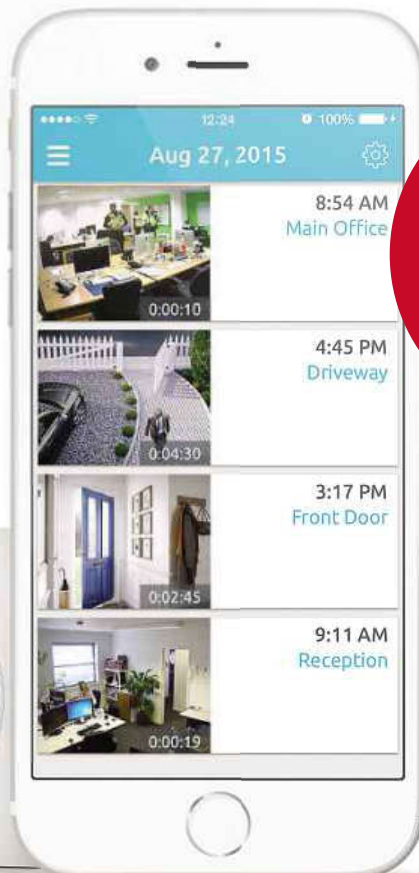 12:24
100%
Aug 27, 2015
8:54 AM
Main Office
0:00:10
4:45 PM
Driveway
0:04:30
3:17 PM
Front Door
0:02:45
9:11 AM
Reception
0:00:19